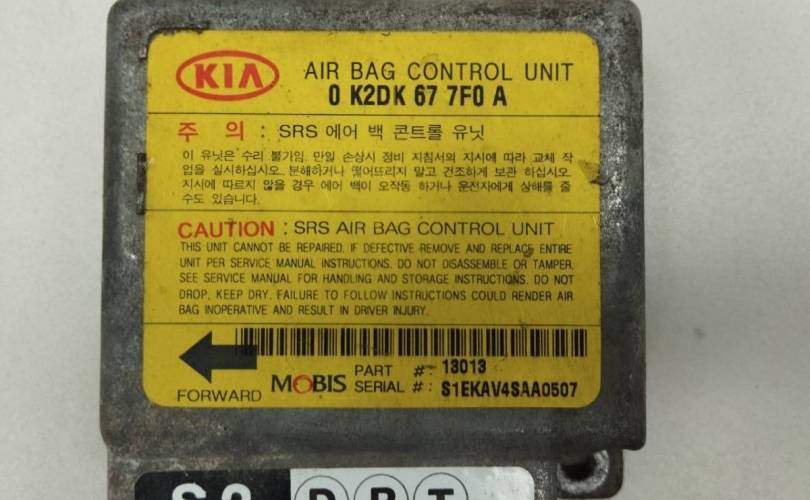 KIA AIR BAG CONTROL UNIT
0 K2DK 67 7F0 A
주 의 : SRS 에어 백 콘트롤 유닛
이 유닛은 수리 불가임. 만일 손상시 정비 지침서의 지시에 따라 교체 작
업을 실시하십시오. 분해하거나 떨어뜨리지 말고 건조하게 보관 하십시오.
지시에 따르지 않을 경우 에어 백이 오작동 하거나 운전자에게 상해를 줄
수도 있습니다.
CAUTION : SRS AIR BAG CONTROL UNIT
THIS UNIT CANNOT BE REPAIRED. IF DEFECTIVE REMOVE AND REPLACE ENTIRE
UNIT PER SERVICE MANUAL INSTRUCTIONS. DO NOT DISASSEMBLE OR TAMPER.
SEE SERVICE MANUAL FOR HANDLING AND STORAGE INSTRUCTIONS. DO NOT
DROP, KEEP DRY. FAILURE TO FOLLOW INSTRUCTIONS COULD RENDER AIR
BAG INOPERATIVE AND RESULT IN DRIVER INJURY.
FORWARD
MOBIS
PART #: 13013
SERIAL #: S1EKAV4SAA0507